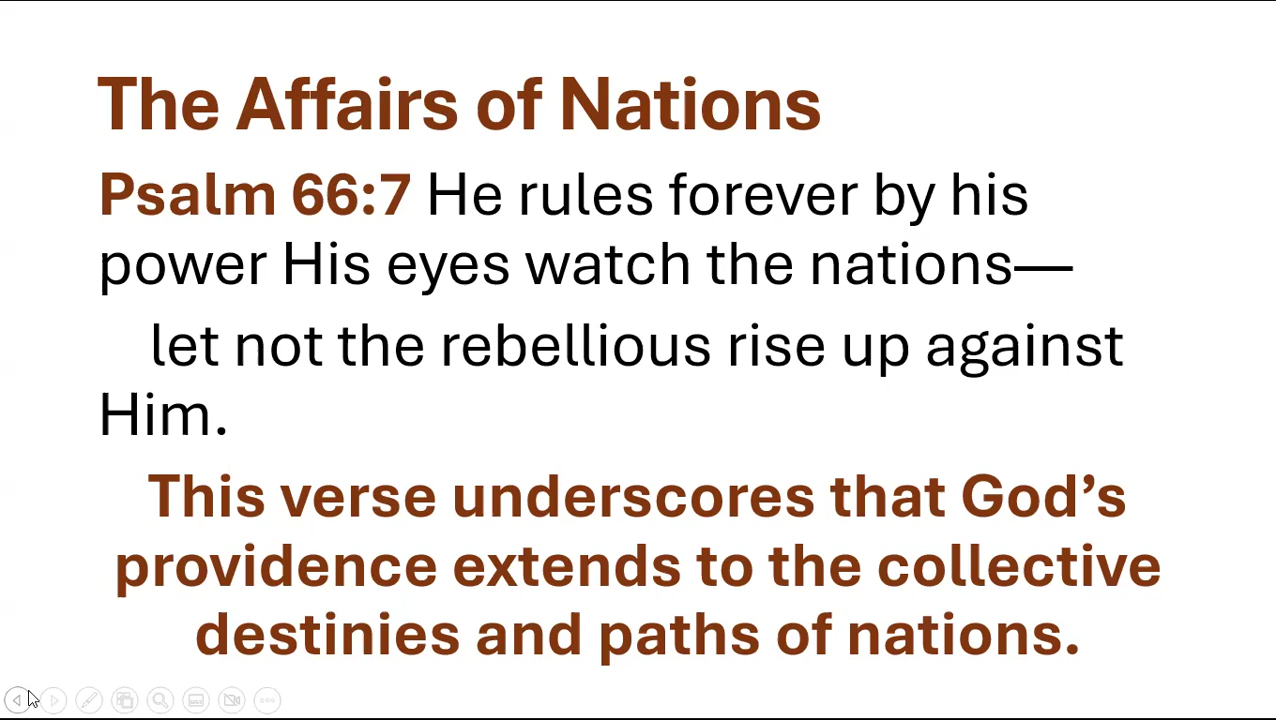 The Affairs of Nations
Psalm 66:7 He rules forever by his
power His eyes watch the nations—
let not the rebellious rise up against
Him.
This verse underscores that God’s
providence extends to the collective
destinies and paths of nations.